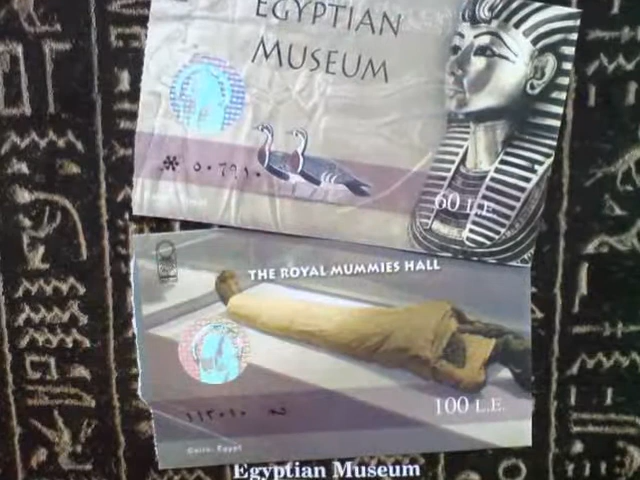 EGYPTIAN
MUSEUM
60 L.E.
THE ROYAL MUMMIES HALL
100 L.E.
Cairo, Egypt
Egyptian Museum